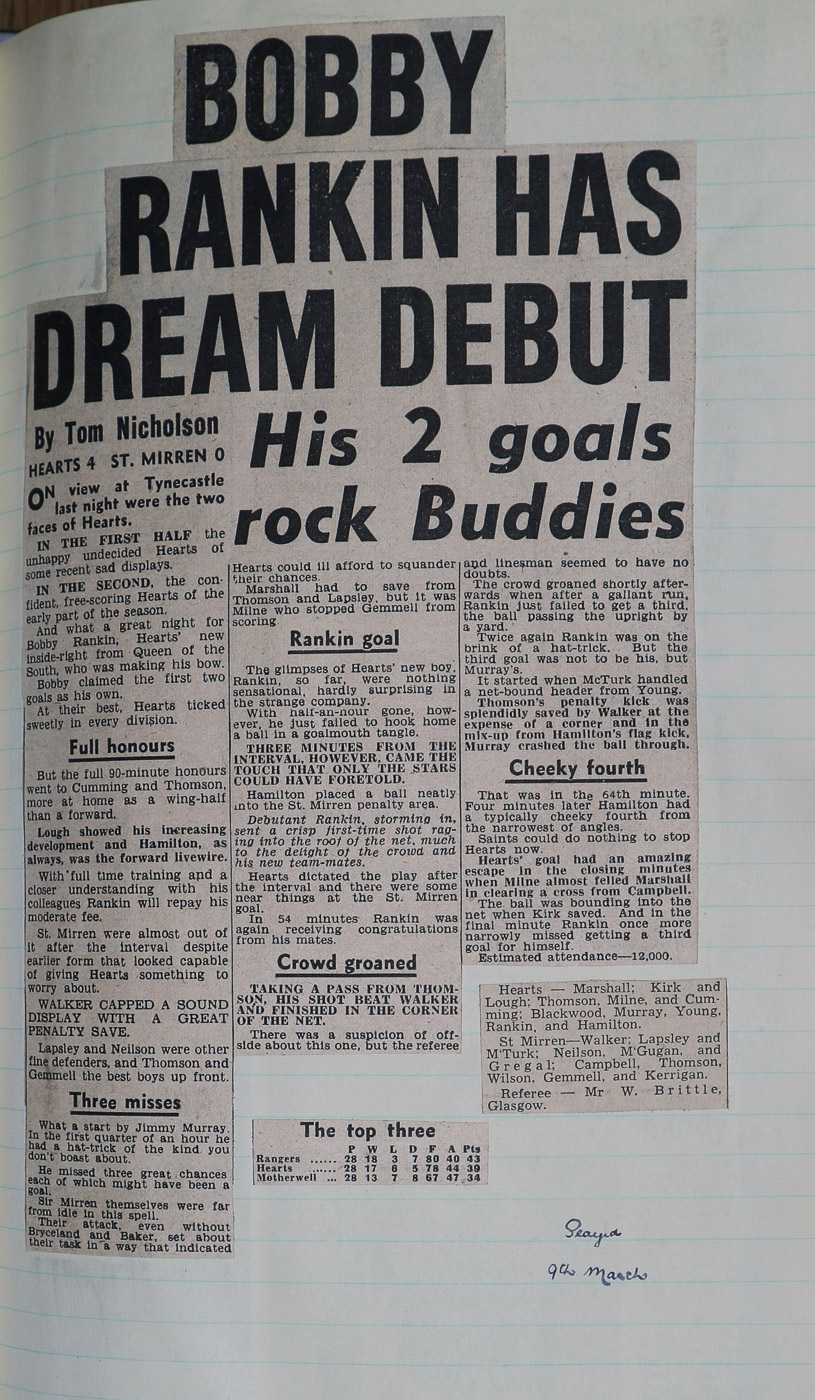 BOBBY
RANKIN HAS
DREAM DEBUT
His 2 goals
rock Buddies
By Tom Nicholson
HEARTS 4 ST. MIRREN 0
ON view at Tynecastle
last night were the two
faces of Hearts.
IN THE FIRST HALF the
unhappy undecided Hearts of
some recent sad displays.
IN THE SECOND, the con-
fident, free-scoring Hearts of the
early part of the season.
And what a great night for
Bobby Rankin, Hearts' new
inside-right from Queen of the
South, who was making his bow.
Bobby claimed the first two
goals as his own.
At their best, Hearts ticked
sweetly in every division.
Full honours
But the full 90-minute honours
went to Cumming and Thomson,
more at home as a wing-half
than a forward.
Lough showed his increasing
development and Hamilton, as
always, was the forward livewire.
With full time training and a
closer understanding with his
colleagues Rankin will repay his
moderate fee.
St. Mirren were almost out of
it after the interval despite
earlier form that looked capable
of giving Hearts something to
worry about.
WALKER CAPPED A SOUND
DISPLAY WITH A GREAT
PENALTY SAVE.
Lapsley and Neilson were other
fine defenders, and Thomson and
Gemmell the best boys up front.
Three misses
What a start by Jimmy Murray.
In the first quarter of an hour he
had a hat-trick of the kind you
don't boast about.
He missed three great chances
each of which might have been a
goal.
Sir Mirren themselves were far
from idle in this spell.
Their attack, even without
Bryceland and Baker, set about
their task in a way that indicated
Hearts could ill afford to squander
their chances.
Marshall had to save from
Thomson and Lapsley, but it was
Milne who stopped Gemmell from
scoring.
Rankin goal
The glimpses of Hearts' new boy,
Rankin, so far, were nothing
sensational, hardly surprising in
the strange company.
With half-an-hour gone, how-
ever, he just failed to hook home
a ball in a goalmouth tangle.
THREE MINUTES FROM THE
INTERVAL, HOWEVER, CAME THE
TOUCH THAT ONLY THE STARS
COULD HAVE FORETOLD.
Hamilton placed a ball neatly
into the St. Mirren penalty area.
Debutant Rankin, storming in,
sent a crisp first-time shot rag-
ing into the roof of the net, much
to the delight of the crowd and
his new team-mates.
Hearts dictated the play after
the interval and there were some
near things at the St. Mirren
goal.
In 54 minutes Rankin was
again receiving congratulations
from his mates.
Crowd groaned
TAKING A PASS FROM THOM-
SON, HIS SHOT BEAT WALKER
AND FINISHED IN THE CORNER
OF THE NET.
There was a suspicion of off-
side about this one, but the referee
and linesman seemed to have no
doubts.
The crowd groaned shortly after-
wards when after a gallant run,
Rankin just failed to get a third,
the ball passing the upright by
a yard.
Twice again Rankin was on the
brink of a hat-trick. But the
third goal was not to be his, but
Murray's.
It started when McTurk handled
a net-bound header from Young.
Thomson's penalty kick was
splendidly saved by Walker at the
expense of a corner and in the
mix-up from Hamilton's flag kick,
Murray crashed the ball through.
Cheeky fourth
That was in the 64th minute.
Four minutes later Hamilton had
a typically cheeky fourth from
the narrowest of angles.
Saints could do nothing to stop
Hearts now.
Hearts' goal had an amazing
escape in the closing minutes
when Milne almost felled Marshall
in clearing a cross from Campbell.
The ball was bounding into the
net when Kirk saved. And in the
final minute Rankin once more
narrowly missed getting a third
goal for himself.
Estimated attendance—12,000.
Hearts — Marshall; Kirk and
Lough; Thomson, Milne, and Cum-
ming; Blackwood, Murray, Young,
Rankin, and Hamilton.
St Mirren—Walker; Lapsley and
M'Turk; Neilson, M'Gugan, and
Gregal; Campbell, Thomson,
Wilson, Gemmell, and Kerrigan.
Referee — Mr W. Brittle,
Glasgow.
The top three
P W L D F A Pts
Rangers ...... 28 18 3 7 80 40 43
Hearts ....... 28 17 6 5 78 44 39
Motherwell ... 28 13 7 8 67 47 34
Played
9th March